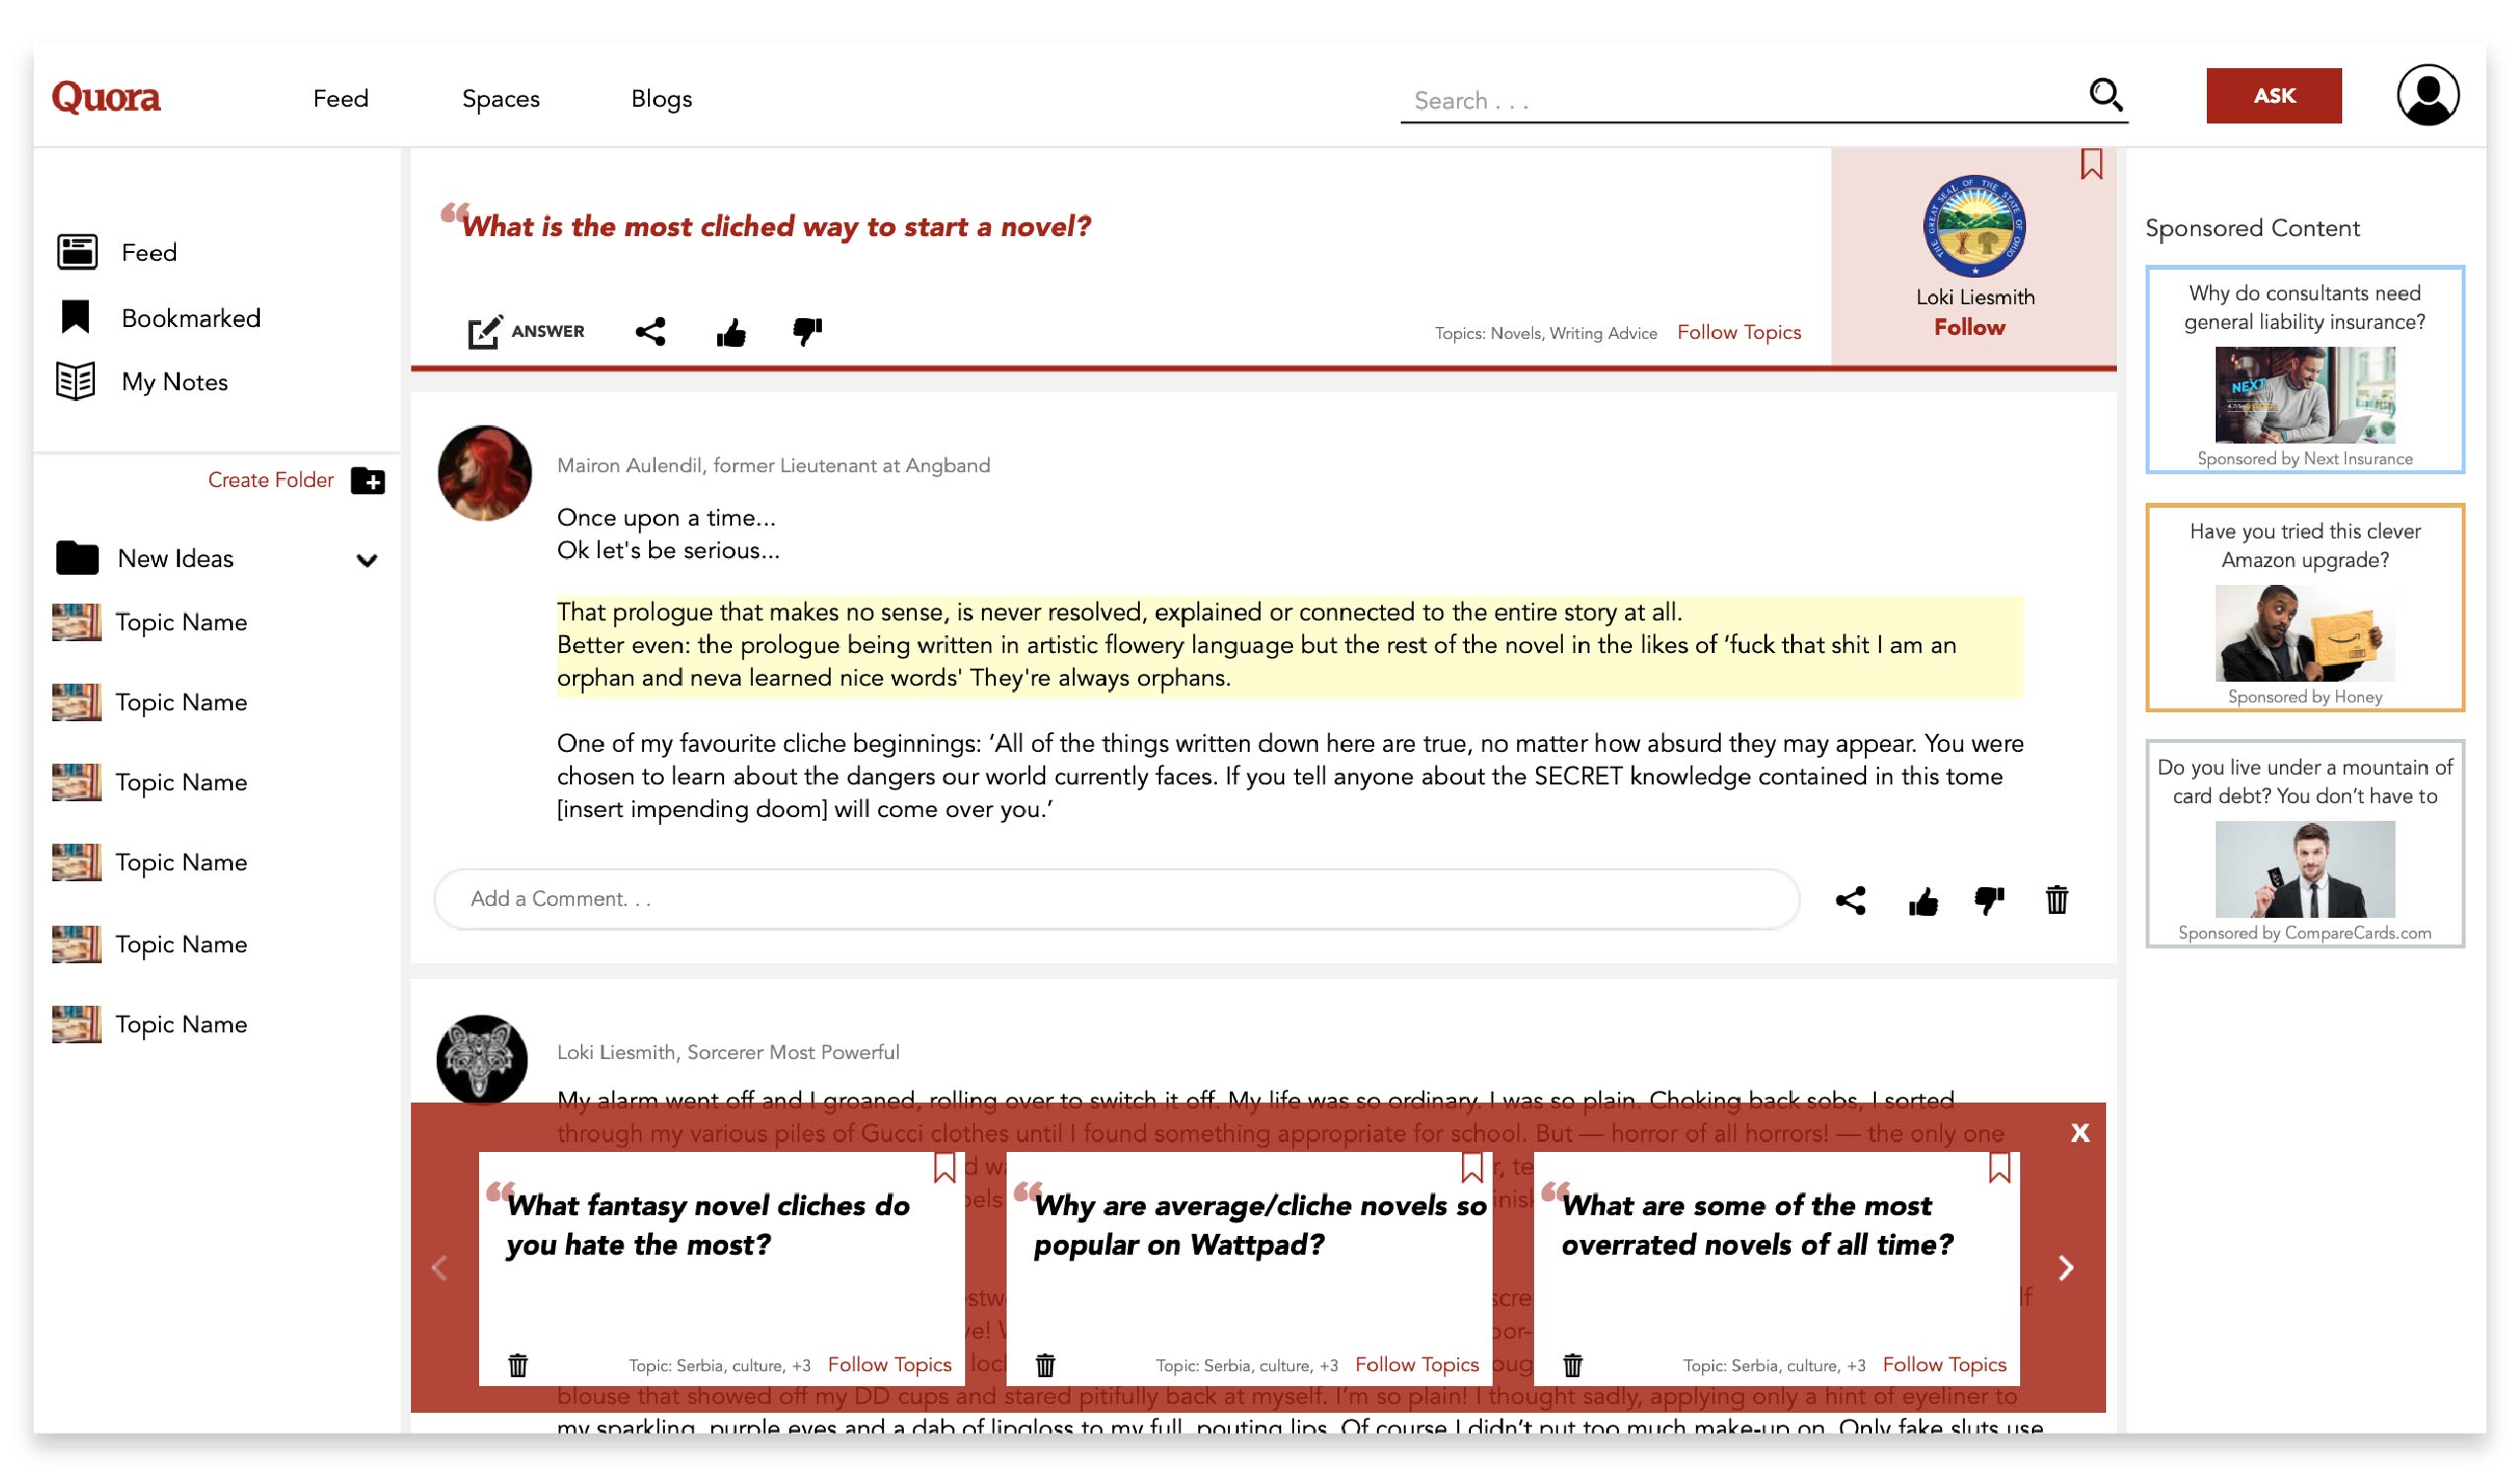 Quora
Feed
Spaces
Blogs
Search . . .
ASK
Feed
Bookmarked
My Notes
Create Folder
New Ideas
Topic Name
Topic Name
Topic Name
Topic Name
Topic Name
Topic Name
“What is the most cliched way to start a novel?
ANSWER
Topics: Novels, Writing Advice Follow Topics
THE GREAT SEAL OF THE STATE OF OHIO
Loki Liesmith
Follow
Mairon Aulendil, former Lieutenant at Angband
Once upon a time...
Ok let's be serious...
That prologue that makes no sense, is never resolved, explained or connected to the entire story at all.
Better even: the prologue being written in artistic flowery language but the rest of the novel in the likes of ‘fuck that shit I am an
orphan and neva learned nice words' They're always orphans.
One of my favourite cliche beginnings: ‘All of the things written down here are true, no matter how absurd they may appear. You were
chosen to learn about the dangers our world currently faces. If you tell anyone about the SECRET knowledge contained in this tome
[insert impending doom] will come over you.’
Add a Comment. . .
Loki Liesmith, Sorcerer Most Powerful
My alarm went off and I groaned, rolling over to switch it off. My life was so ordinary. I was so plain. Choking back sobs, I sorted
through my various piles of Gucci clothes until I found something appropriate for school. But — horror of all horrors! — the only one
X
“What fantasy novel cliches do
you hate the most?
Topic: Serbia, culture, +3 Follow Topics
“Why are average/cliche novels so
popular on Wattpad?
Topic: Serbia, culture, +3 Follow Topics
“What are some of the most
overrated novels of all time?
Topic: Serbia, culture, +3 Follow Topics
blouse that showed off my DD cups and stared pitifully back at myself. I’m so plain! I thought sadly, applying only a hint of eyeliner to
my sparkling, purple eyes and a dab of lipgloss to my full, pouting lips. Of course I didn’t put too much make-up on. Only fake sluts use
Sponsored Content
Why do consultants need
general liability insurance?
NEXT
Sponsored by Next Insurance
Have you tried this clever
Amazon upgrade?
Sponsored by Honey
Do you live under a mountain of
card debt? You don’t have to
Sponsored by CompareCards.com